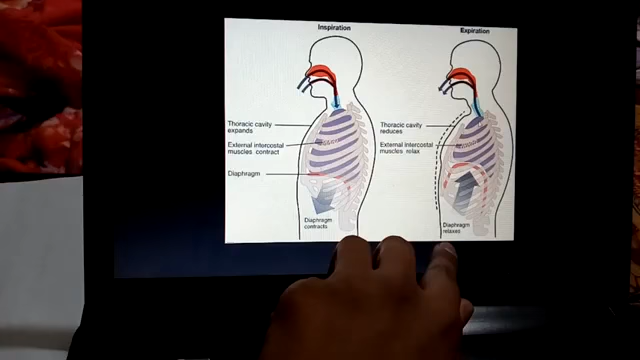 Inspiration
Thoracic cavity
expands
External intercostal
muscles contract
Diaphragm
Diaphragm
contracts
Expiration
Thoracic cavity
reduces
External intercostal
muscles relax
Diaphragm
relaxes